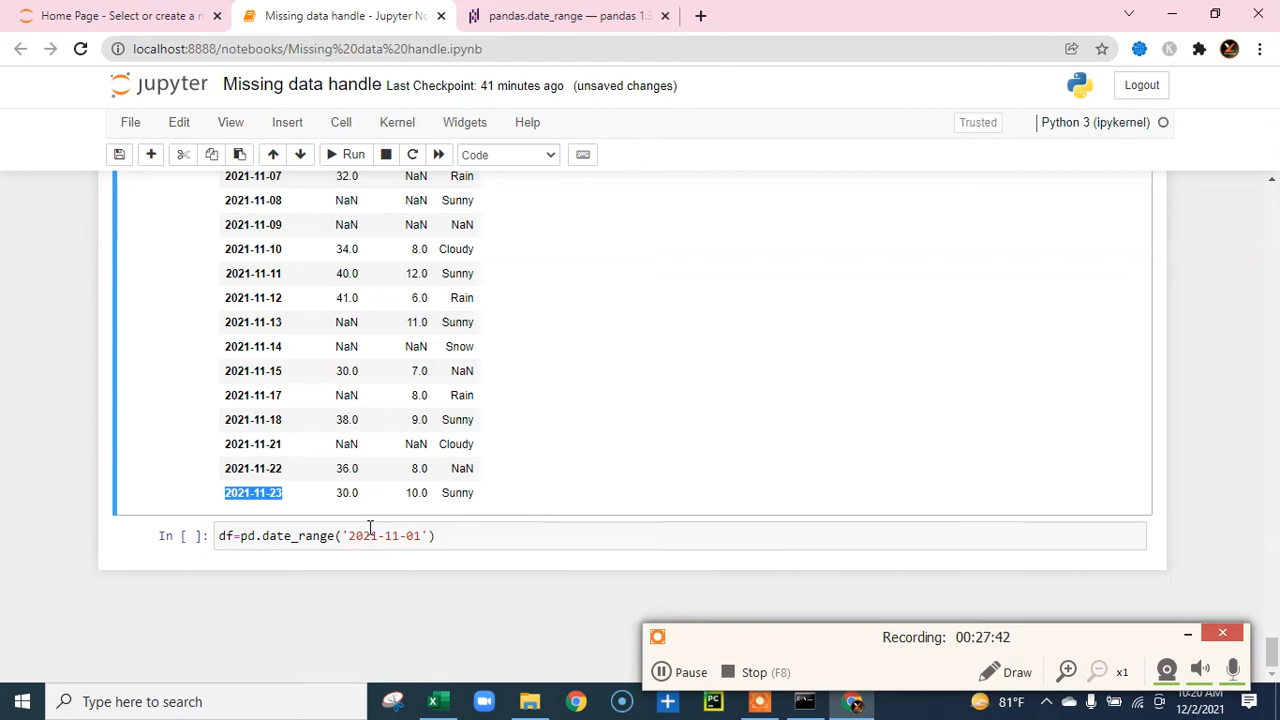 Home Page - Select or create a n
Missing data handle - Jupyter No
pandas.date_range — pandas 1.3.
localhost:8888/notebooks/Missing%20data%20handle.ipynb
K
jupyter Missing data handle Last Checkpoint: 41 minutes ago (unsaved changes) Logout
File Edit View Insert Cell Kernel Widgets Help Trusted Python 3 (ipykernel)
Run Code
2021-11-07 32.0 NaN Rain
2021-11-08 NaN NaN Sunny
2021-11-09 NaN NaN NaN
2021-11-10 34.0 8.0 Cloudy
2021-11-11 40.0 12.0 Sunny
2021-11-12 41.0 6.0 Rain
2021-11-13 NaN 11.0 Sunny
2021-11-14 NaN NaN Snow
2021-11-15 30.0 7.0 NaN
2021-11-17 NaN 8.0 Rain
2021-11-18 38.0 9.0 Sunny
2021-11-21 NaN NaN Cloudy
2021-11-22 36.0 8.0 NaN
2021-11-23 30.0 10.0 Sunny
In [ ]: df=pd.date_range('2021-11-01')
Recording: 00:27:42
Pause Stop (F8) Draw x1
Type here to search
PC
81°F
10:20 AM
12/2/2021